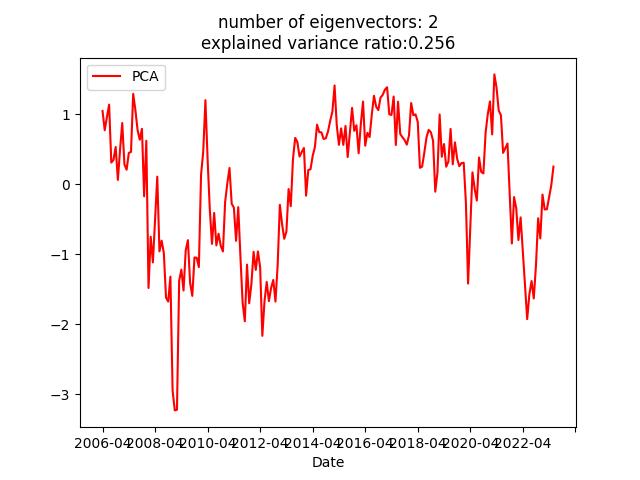 number of eigenvectors: 2
explained variance ratio:0.256
PCA
1
0
−1
−2
−3
2006-04 2008-04 2010-04 2012-04 2014-04 2016-04 2018-04 2020-04 2022-04
Date